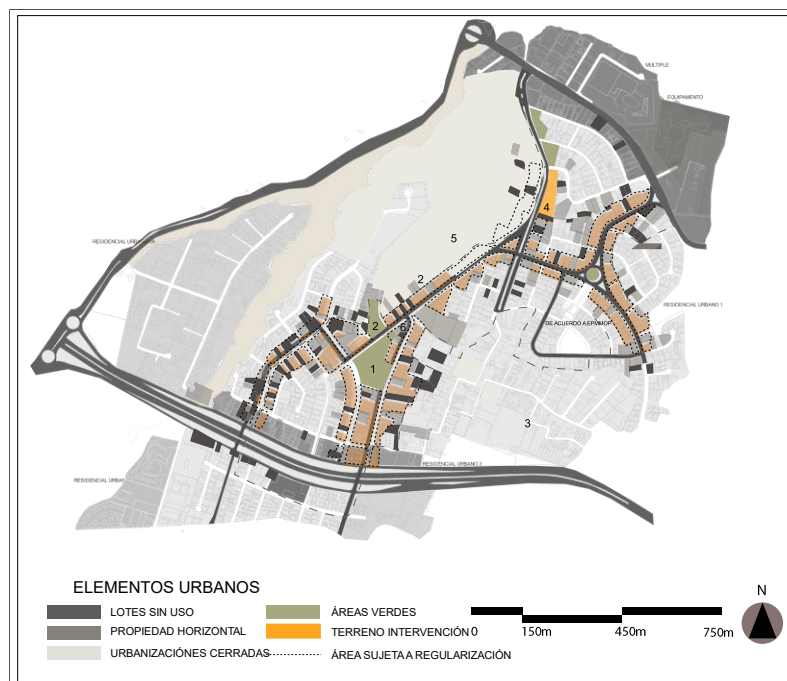 MULTIPLE
EQUIPAMENTO
4
RESIDENCIAL URBANO
5
2
RESIDENCIAL URBANO 1
DE ACUERDO A EPMMOP
2
6
1
3
RESIDENCIAL URBANO 2
RESIDENCIAL URBANO
ELEMENTOS URBANOS
LOTES SIN USO
PROPIEDAD HORIZONTAL
URBANIZACIÓNES CERRADAS
ÁREAS VERDES
TERRENO INTERVENCIÓN
ÁREA SUJETA A REGULARIZACIÓN
0 150m 450m 750m
N